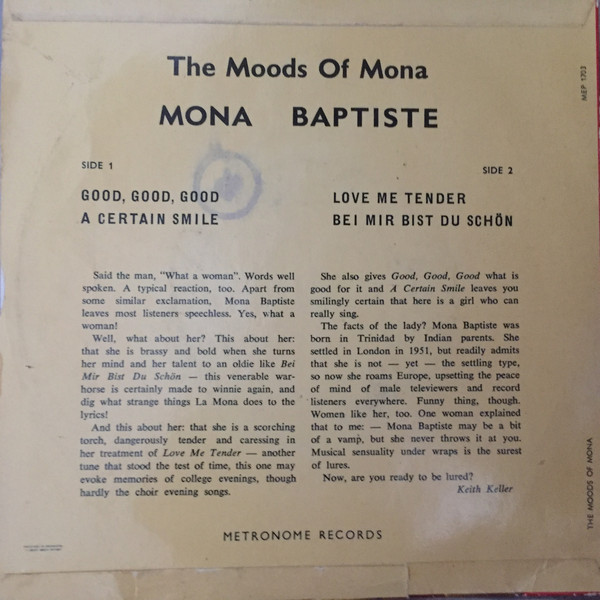 The Moods Of Mona
MONA BAPTISTE
SIDE 1
GOOD, GOOD, GOOD
A CERTAIN SMILE
SIDE 2
LOVE ME TENDER
BEI MIR BIST DU SCHÖN
Said the man, "What a woman". Words well
spoken. A typical reaction, too. Apart from
some similar exclamation, Mona Baptiste
leaves most listeners speechless. Yes, what a
woman!
Well, what about her? This about her:
that she is brassy and bold when she turns
her mind and her talent to an oldie like Bei
Mir Bist Du Schön — this venerable war-
horse is certainly made to winnie again, and
dig what strange things La Mona does to the
lyrics!
And this about her: that she is a scorching
torch, dangerously tender and caressing in
her treatment of Love Me Tender — another
tune that stood the test of time, this one may
evoke memories of college evenings, though
hardly the choir evening songs.
She also gives Good, Good, Good what is
good for it and A Certain Smile leaves you
smilingly certain that here is a girl who can
really sing.
The facts of the lady? Mona Baptiste was
born in Trinidad by Indian parents. She
settled in London in 1951, but readily admits
that she is not — yet — the settling type,
so now she roams Europe, upsetting the peace
of mind of male televiewers and record
listeners everywhere. Funny thing, though.
Women like her, too. One woman explained
that to me: — Mona Baptiste may be a bit
of a vamp, but she never throws it at you.
Musical sensuality under wraps is the surest
of lures.
Now, are you ready to be lured?
Keith Keller
METRONOME RECORDS
MEP 1703
THE MOODS OF MONA